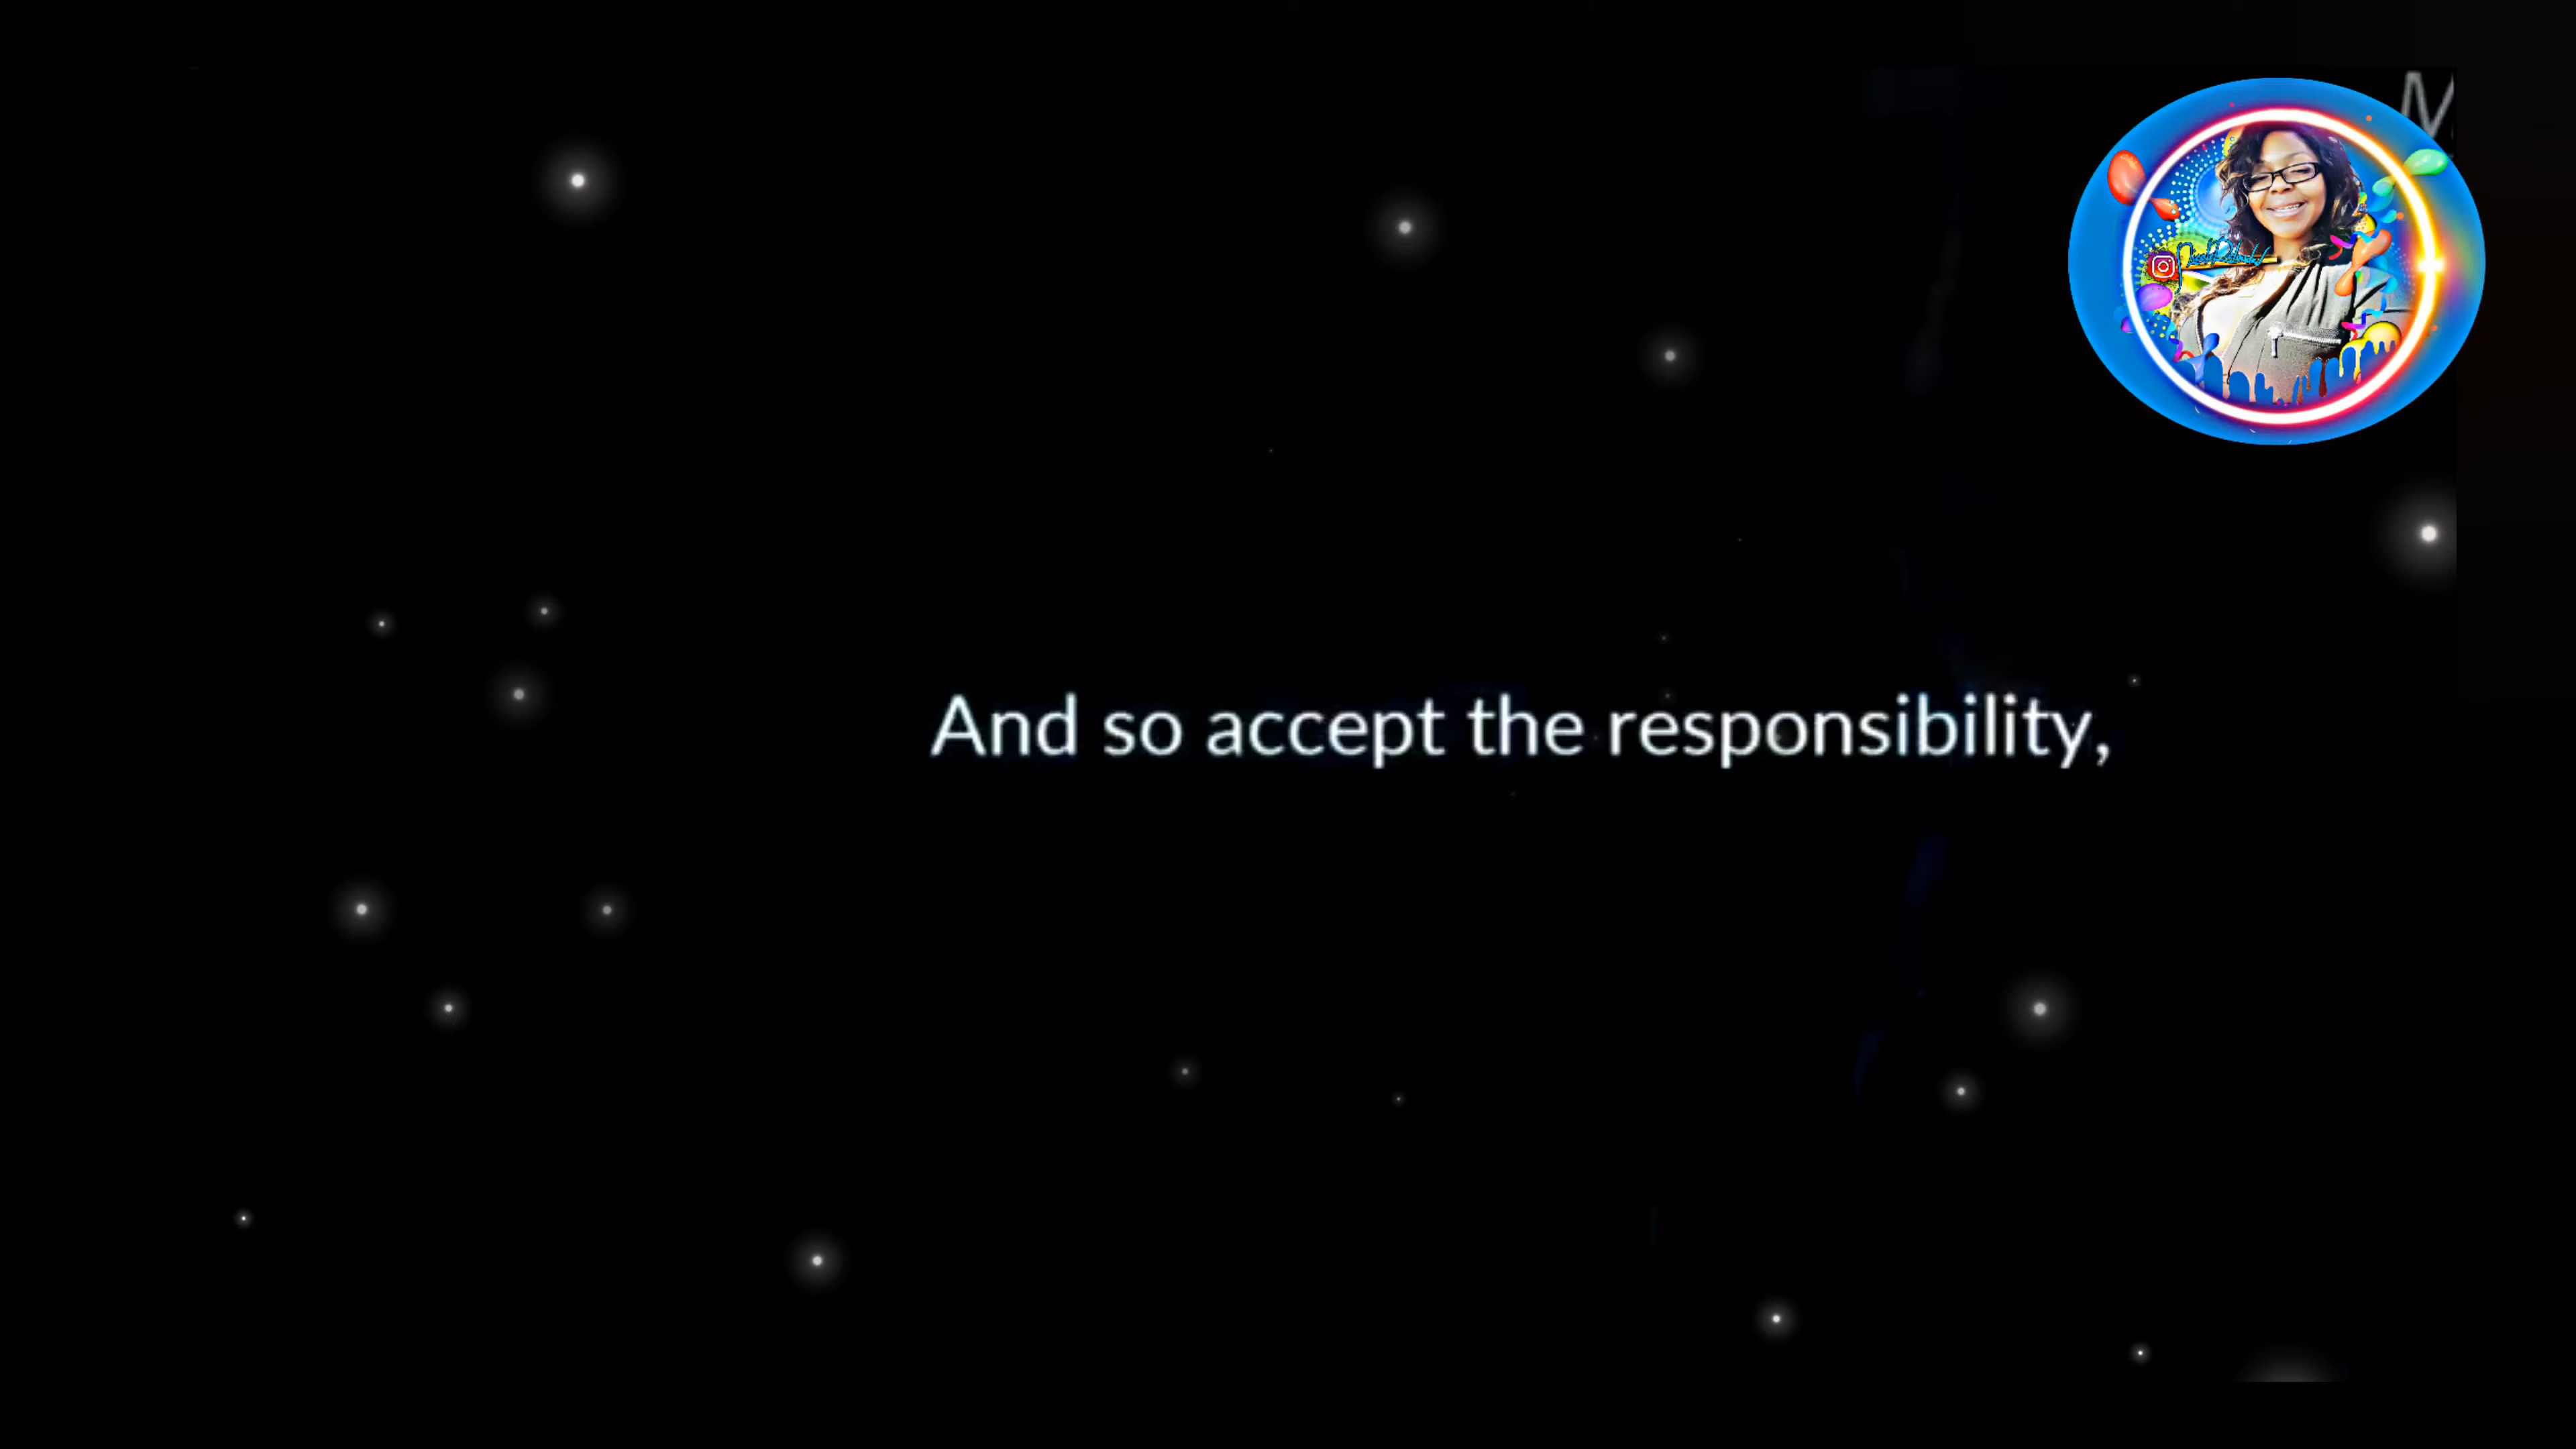 And so accept the responsibility,